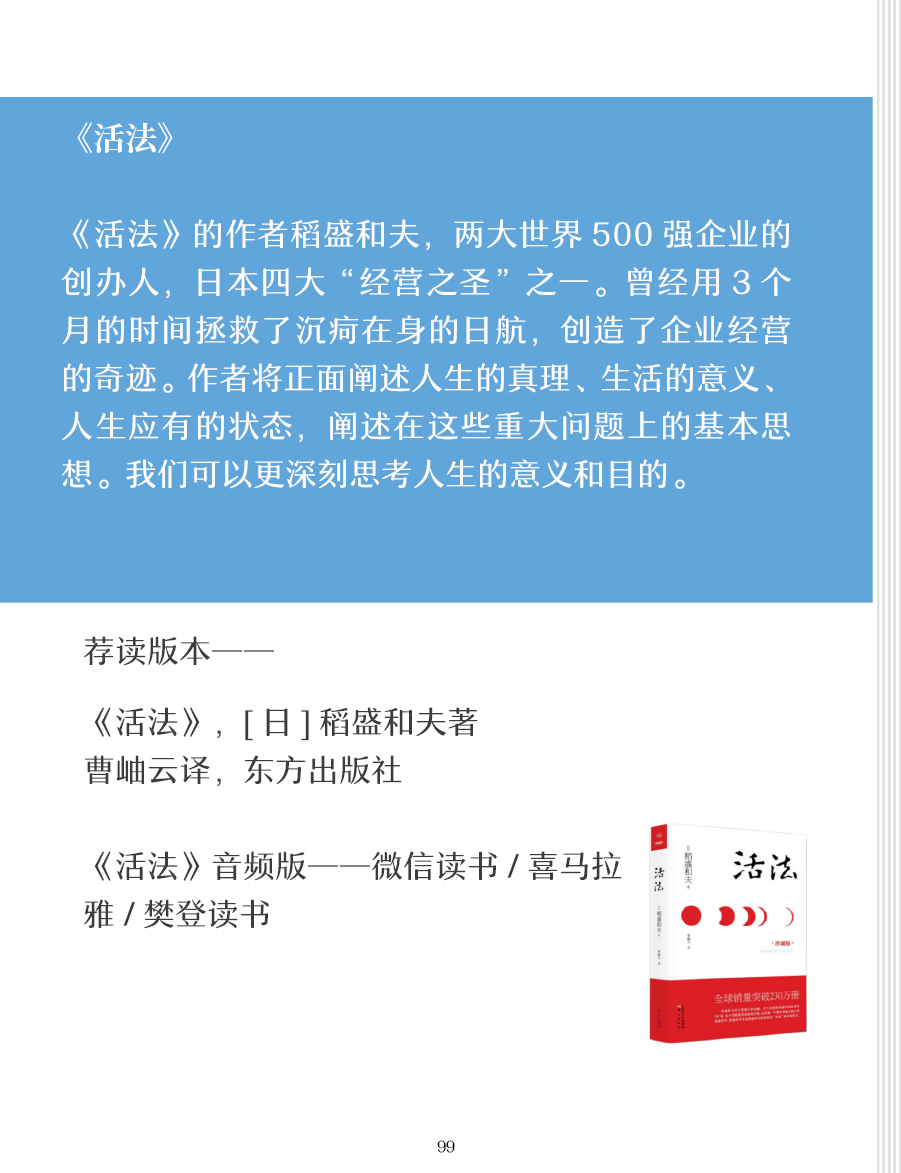 《活法》
《活法》的作者稻盛和夫，两大世界 500 强企业的
创办人，日本四大“经营之圣”之一。曾经用 3 个
月的时间拯救了沉疴在身的日航，创造了企业经营
的奇迹。作者将正面阐述人生的真理、生活的意义、
人生应有的状态，阐述在这些重大问题上的基本思
想。我们可以更深刻思考人生的意义和目的。
荐读版本——
《活法》，[ 日 ] 稻盛和夫著
曹岫云译，东方出版社
《活法》音频版——微信读书 / 喜马拉
雅 / 樊登读书
活法
稻盛和夫
活法
稻盛和夫
·珍藏版·
全球销量突破230万册
99